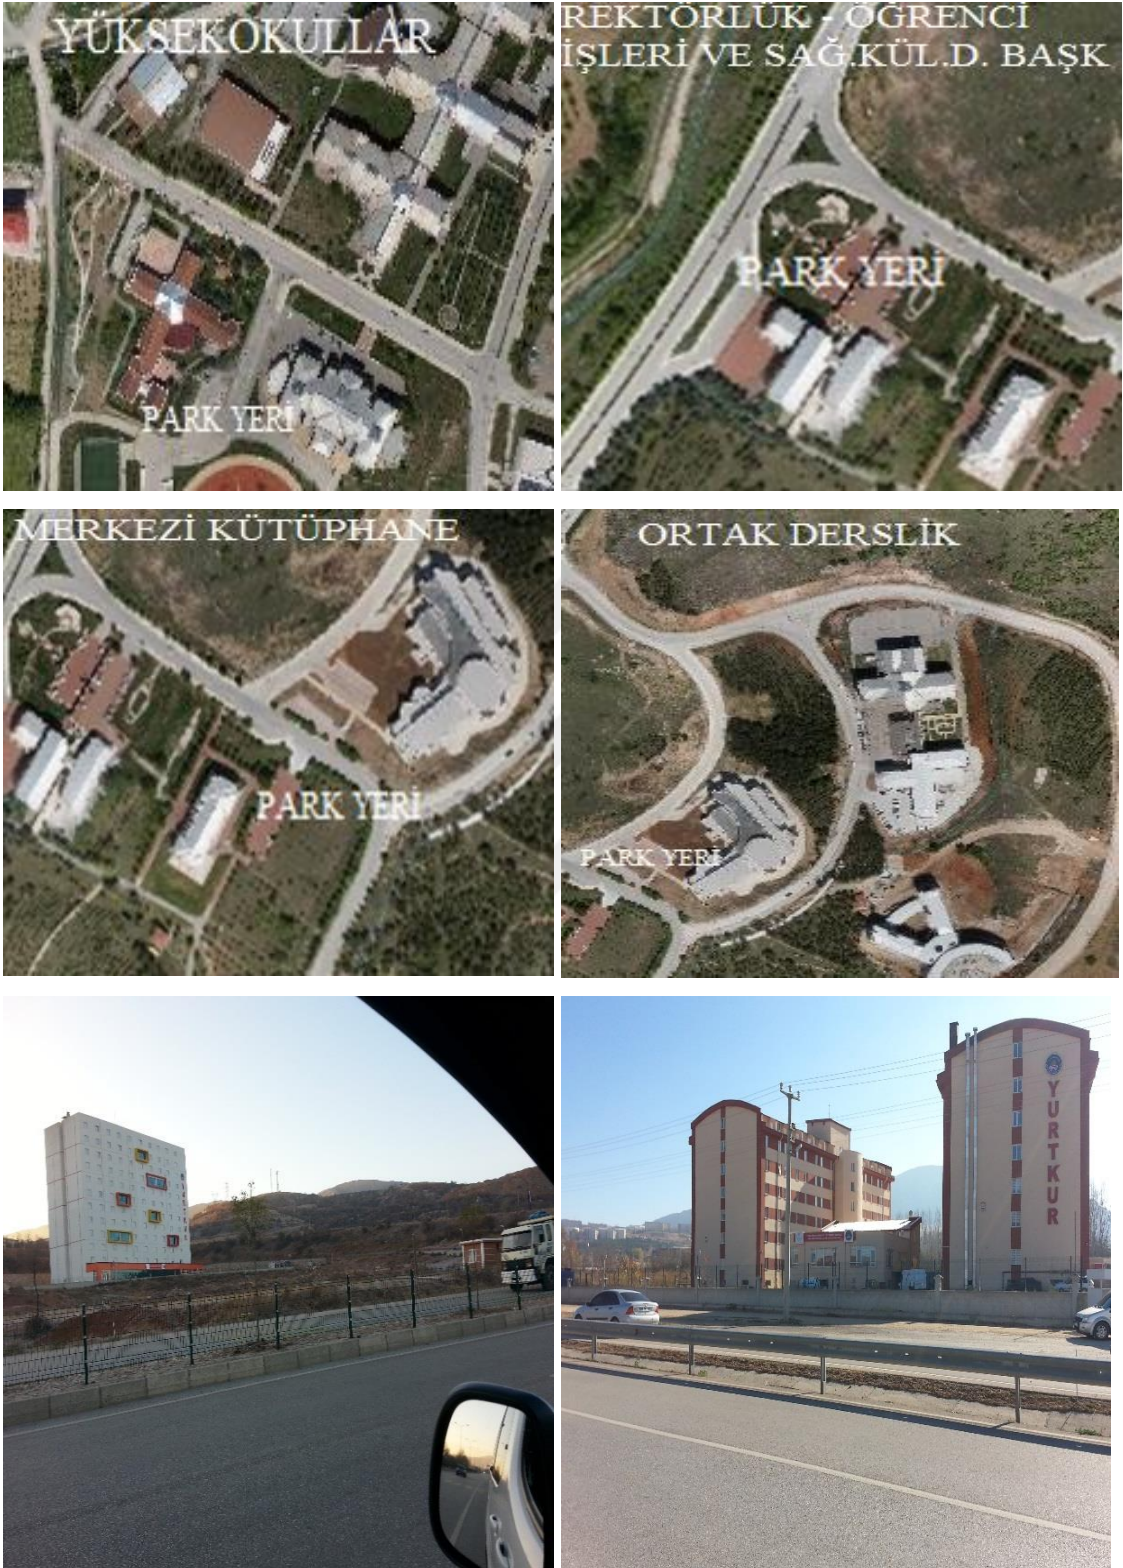 YÜKSEKOKULLAR
PARK YERİ
REKTÖRLÜK - ÖĞRENCİ
İŞLERİ VE SAĞ.KÜL.D. BAŞK
PARK YERİ
MERKEZİ KÜTÜPHANE
PARK YERİ
ORTAK DERSLİK
PARK YERİ
YURTKUR